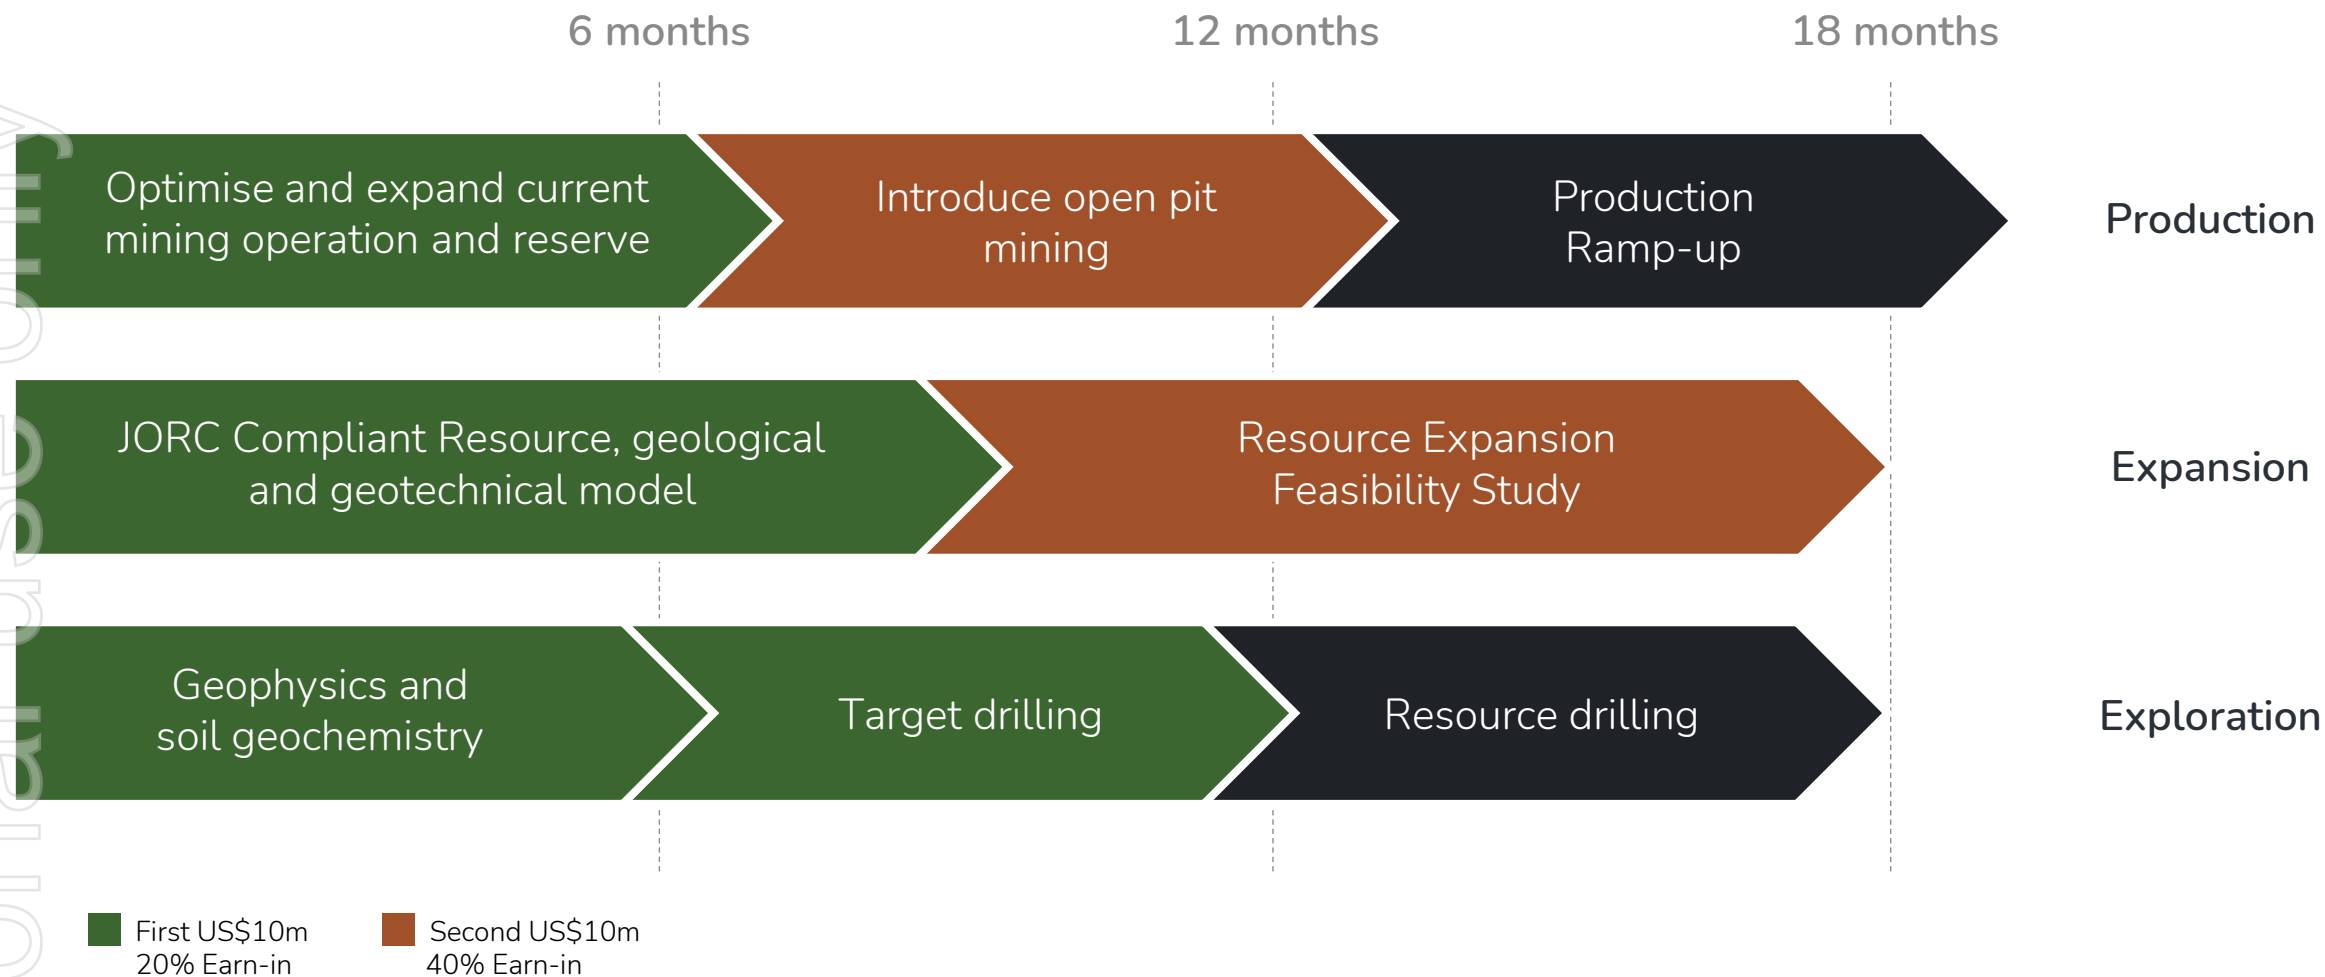 6 months
12 months
18 months
Optimise and expand current
mining operation and reserve
Introduce open pit
mining
Production
Ramp-up
Production
JORC Compliant Resource, geological
and geotechnical model
Resource Expansion
Feasibility Study
Expansion
Geophysics and
soil geochemistry
Target drilling
Resource drilling
Exploration
First US$10m
20% Earn-in
Second US$10m
40% Earn-in
use only